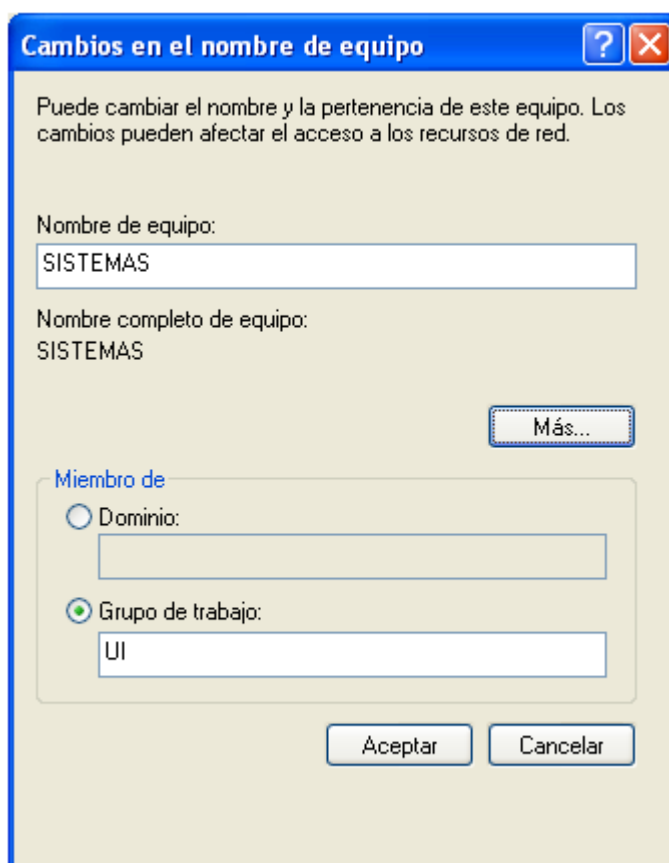 Cambios en el nombre de equipo
Puede cambiar el nombre y la pertenencia de este equipo. Los
cambios pueden afectar el acceso a los recursos de red.
Nombre de equipo:
SISTEMAS
Nombre completo de equipo:
SISTEMAS
Más...
Miembro de
Dominio:
Grupo de trabajo:
UI
Aceptar
Cancelar